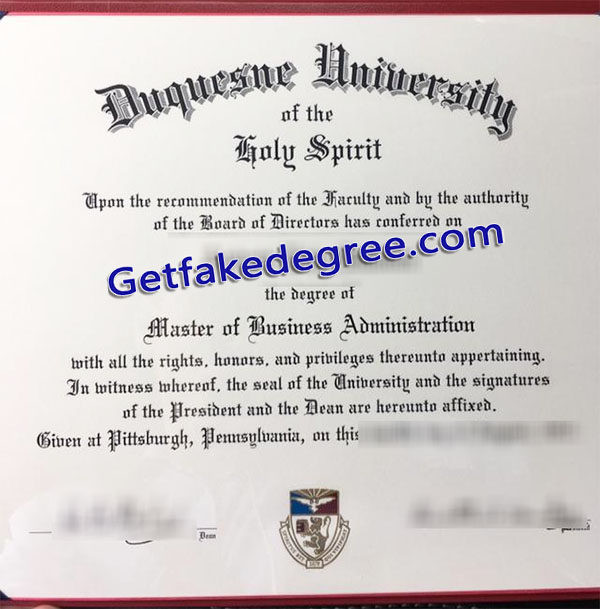 Duquesne University
of the
Holy Spirit
Upon the recommendation of the Faculty and by the authority
of the Board of Directors has conferred on
Getfakedegree.com
the degree of
Master of Business Administration
with all the rights, honors, and privileges thereunto appertaining.
In witness whereof, the seal of the University and the signatures
of the President and the Dean are hereunto affixed.
Given at Pittsburgh, Pennsylvania, on this
Dean